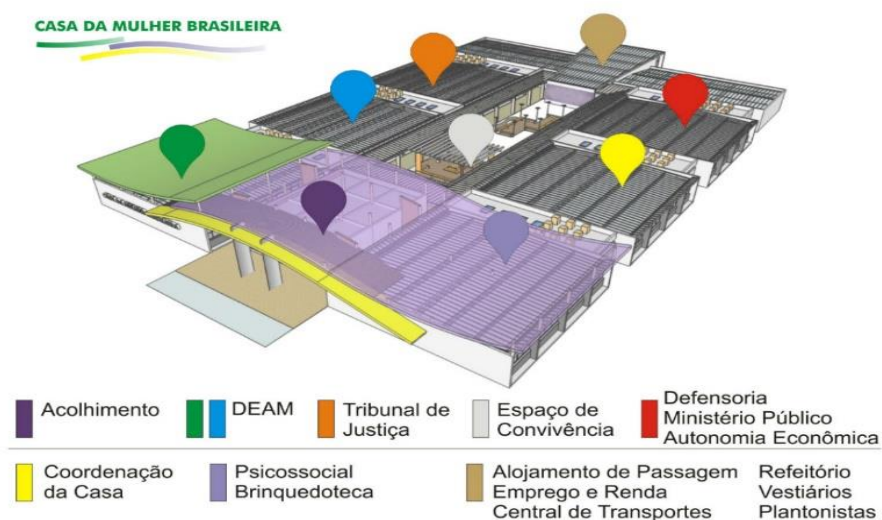 CASA DA MULHER BRASILEIRA
Acolhimento
DEAM
Tribunal de
Justiça
Espaço de
Convivência
Defensoria
Ministério Público
Autonomia Econômica
Coordenação
da Casa
Psicossocial
Brinquedoteca
Alojamento de Passagem
Emprego e Renda
Central de Transportes
Refeitório
Vestiários
Plantonistas